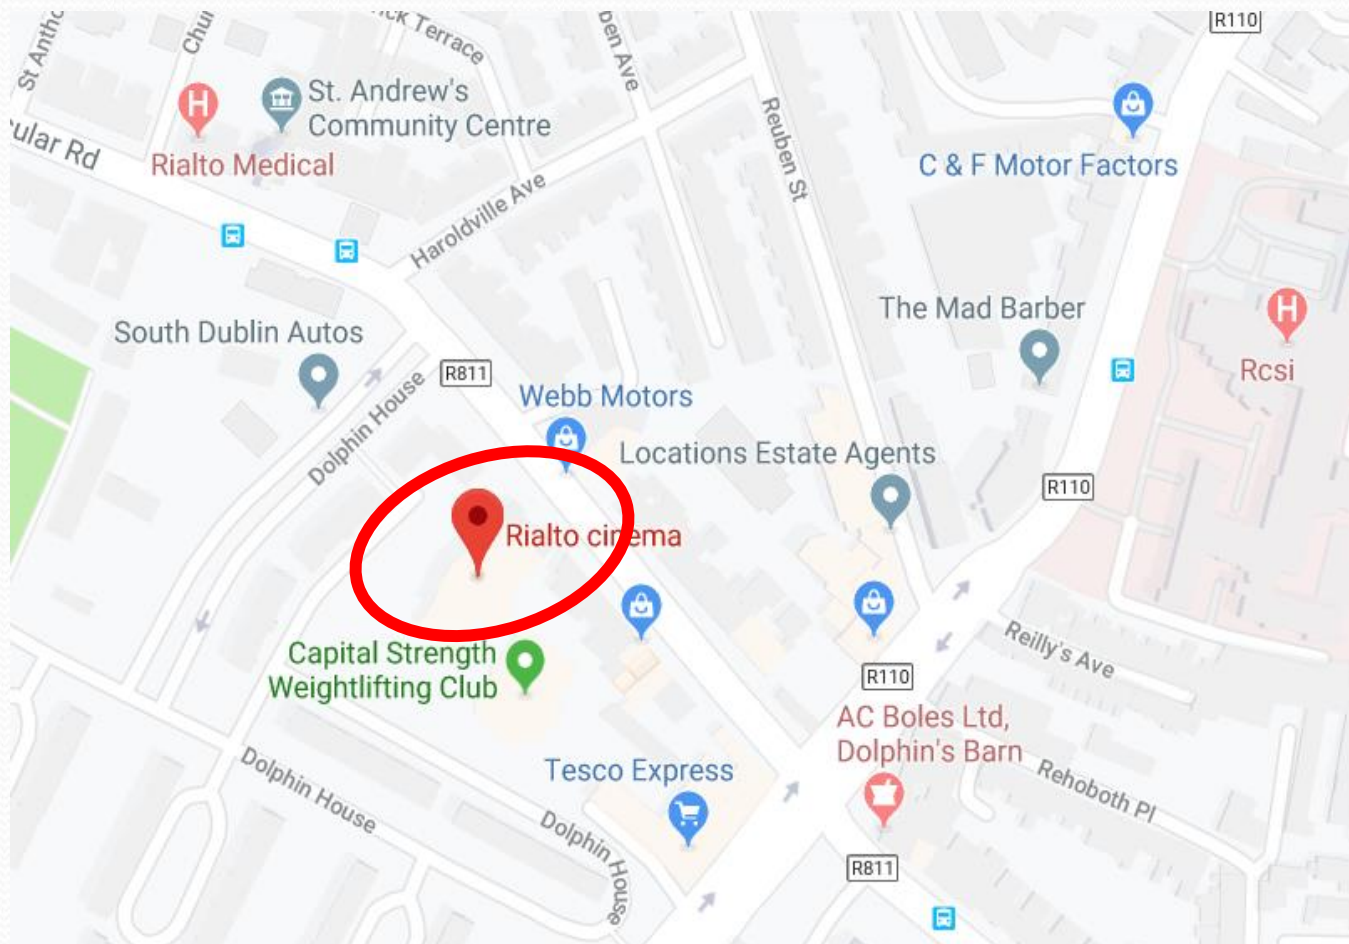 R110
St Antho
Chu
ck Terrace
ben Ave
St. Andrew's
Community Centre
Rialto Medical
ular Rd
Haroldville Ave
Reuben St
C & F Motor Factors
South Dublin Autos
The Mad Barber
Rcsi
R811
Dolphin House
Webb Motors
Locations Estate Agents
R110
Rialto cinema
Capital Strength
Weightlifting Club
Reilly's Ave
R110
AC Boles Ltd,
Dolphin's Barn
Tesco Express
Rehoboth Pl
Dolphin House
Dolphin House
R811